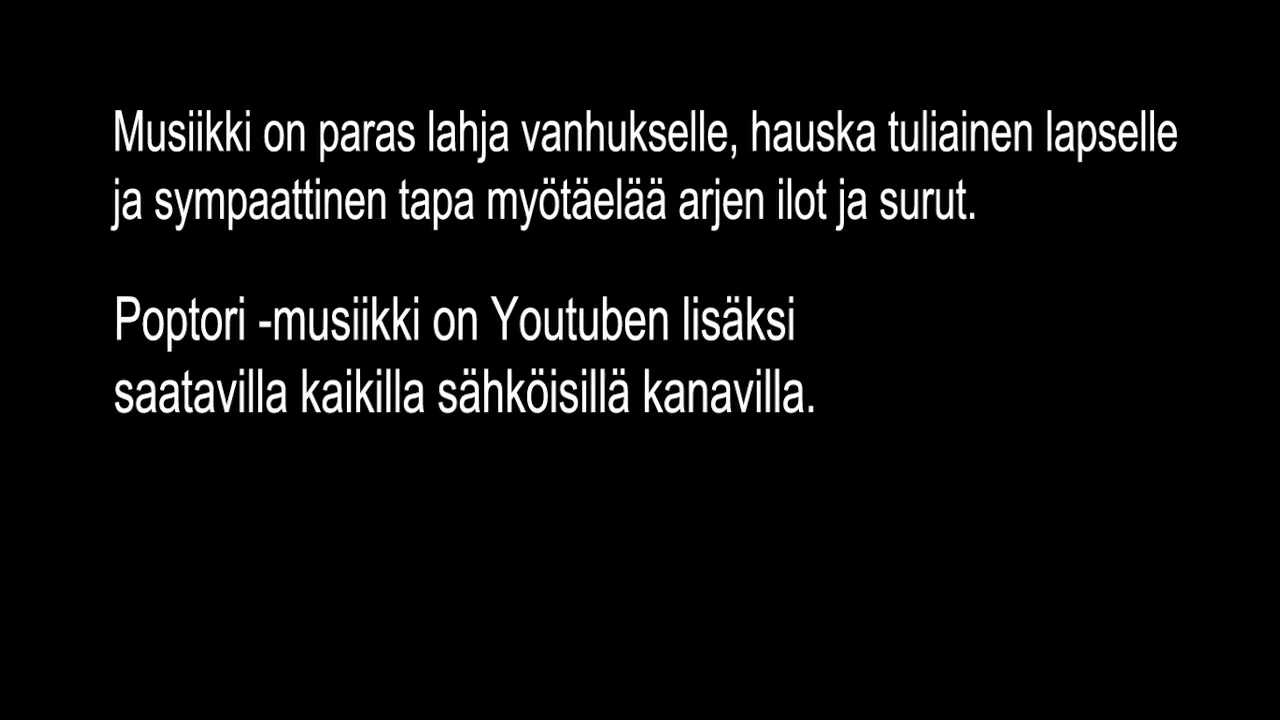 Musiikki on paras lahja vanhukselle, hauska tuliainen lapselle
ja sympaattinen tapa myötäelää arjen ilot ja surut.
Poptori -musiikki on Youtuben lisäksi
saatavilla kaikilla sähköisillä kanavilla.